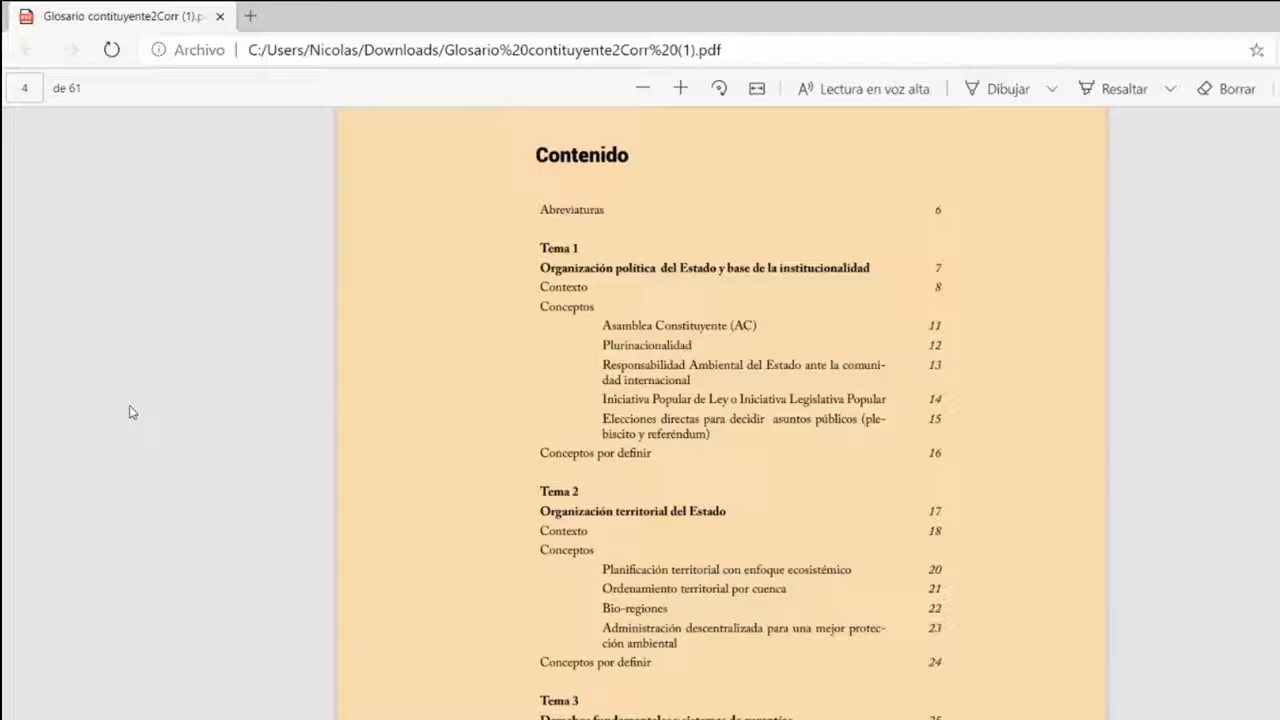 Glosario contituyente2Corr (1).p
Archivo | C:/Users/Nicolas/Downloads/Glosario%20contituyente2Corr%20(1).pdf
4 de 61 Lectura en voz alta Dibujar Resaltar Borrar
Contenido
Abreviaturas 6
Tema 1
Organización política del Estado y base de la institucionalidad 7
Contexto 8
Conceptos
Asamblea Constituyente (AC) 11
Plurinacionalidad 12
Responsabilidad Ambiental del Estado ante la comuni- 13
dad internacional
Iniciativa Popular de Ley o Iniciativa Legislativa Popular 14
Elecciones directas para decidir asuntos públicos (ple- 15
biscito y referéndum)
Conceptos por definir 16
Tema 2
Organización territorial del Estado 17
Contexto 18
Conceptos
Planificación territorial con enfoque ecosistémico 20
Ordenamiento territorial por cuenca 21
Bio-regiones 22
Administración descentralizada para una mejor protec- 23
ción ambiental
Conceptos por definir 24
Tema 3
Derechos fundamentales y sistemas de garantías 25